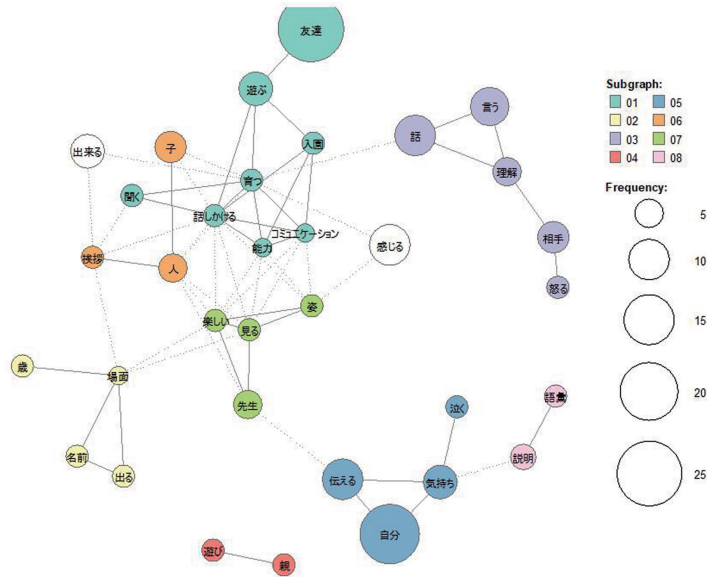 友達
遊ぶ
言う
話
出来る
子
入園
理解
育つ
聞く
話しかける
コミュニケーション
能力
感じる
相手
挨拶
人
怒る
姿
楽しい
見る
歳
場面
先生
泣く
語彙
名前
出る
説明
伝える
気持ち
自分
遊び
親
Subgraph:
01 05
02 06
03 07
04 08
Frequency:
5
10
15
20
25